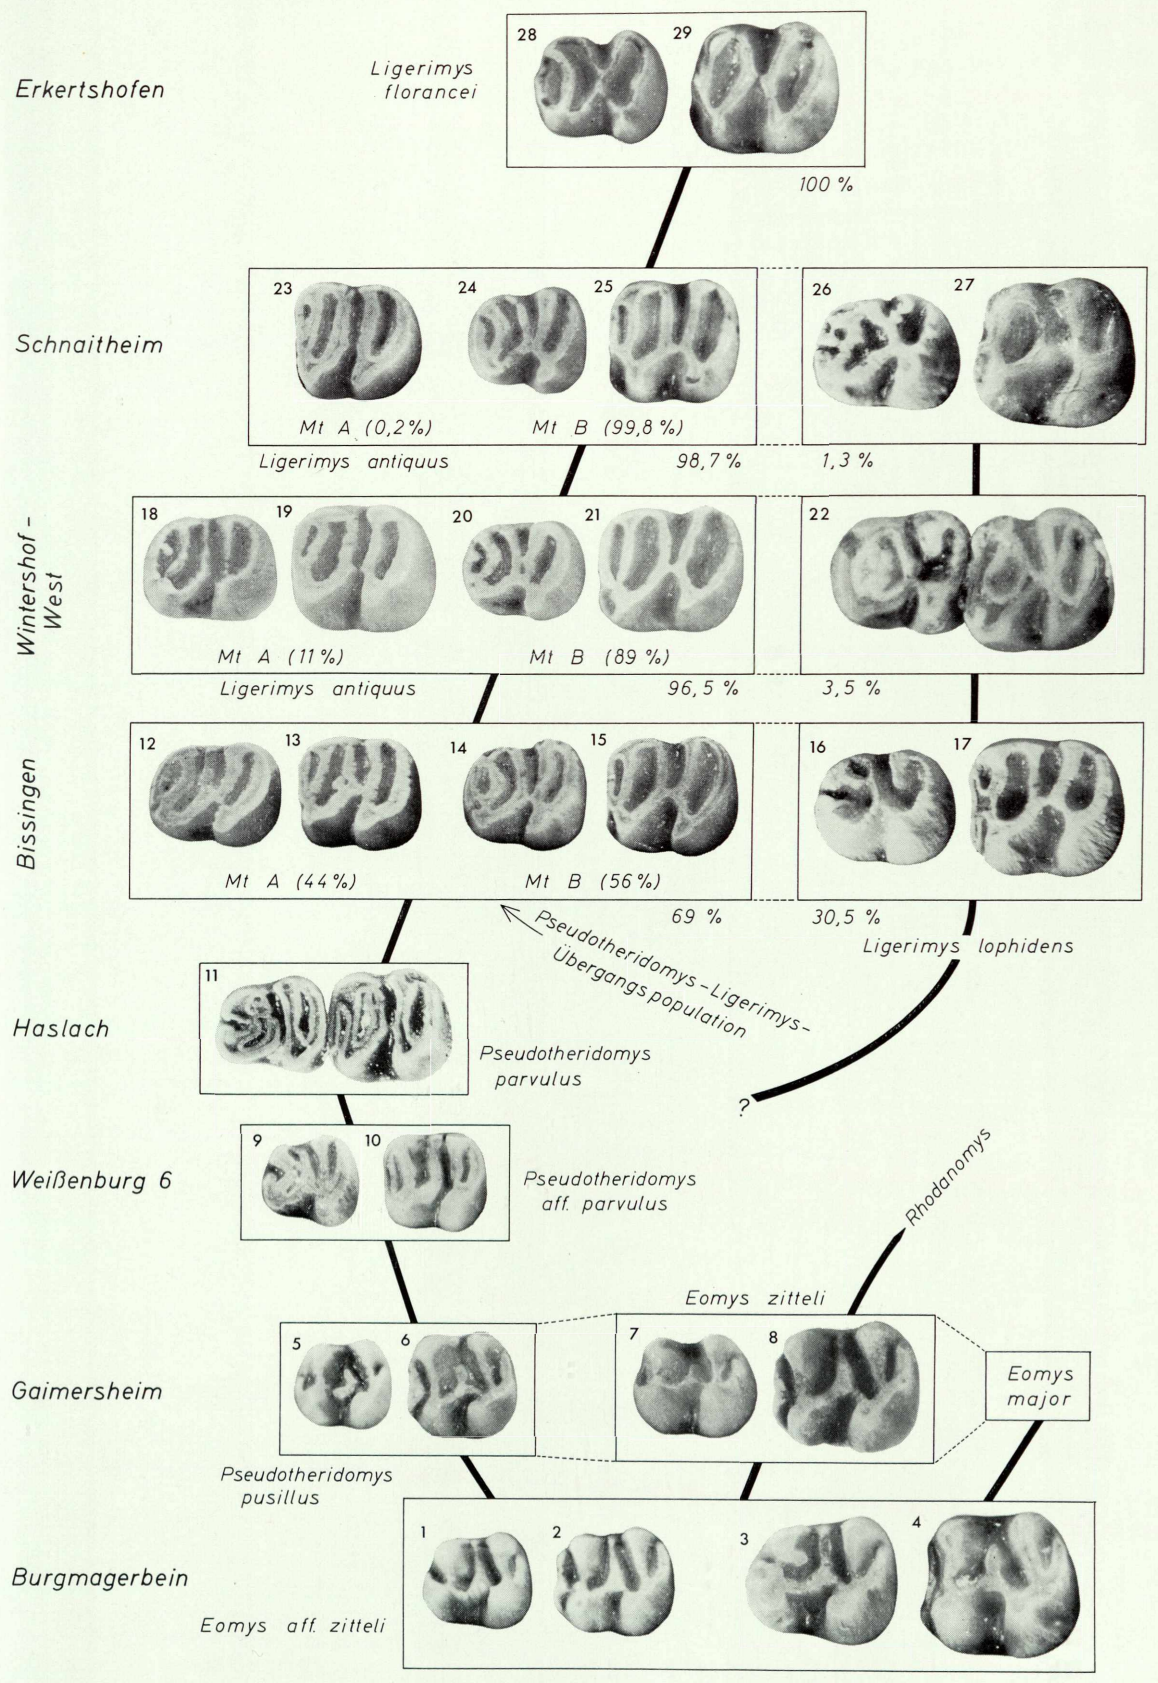 28
29
Ligerimys
florancei
Erkertshofen
100 %
23
24
25
26
27
Schnaitheim
Mt A (0,2%)
Mt B (99,8%)
Ligerimys antiquus
98,7 %
1,3 %
18
19
20
21
22
Wintershof-
West
Mt A (11 %)
Mt B (89 %)
Ligerimys antiquus
96,5 %
3,5 %
12
13
14
15
16
17
Bissingen
Mt A (44%)
Mt B (56%)
69 %
30,5 %
Ligerimys lophidens
Pseudotheridomys-Ligerimys-
Übergangspopulation
11
Haslach
Pseudotheridomys
parvulus
?
9
10
Weißenburg 6
Pseudotheridomys
aff. parvulus
Rhodanomys
Eomys zitteli
5
6
7
8
Gaimersheim
Eomys
major
Pseudotheridomys
pusillus
1
2
3
4
Burgmagerbein
Eomys aff. zitteli